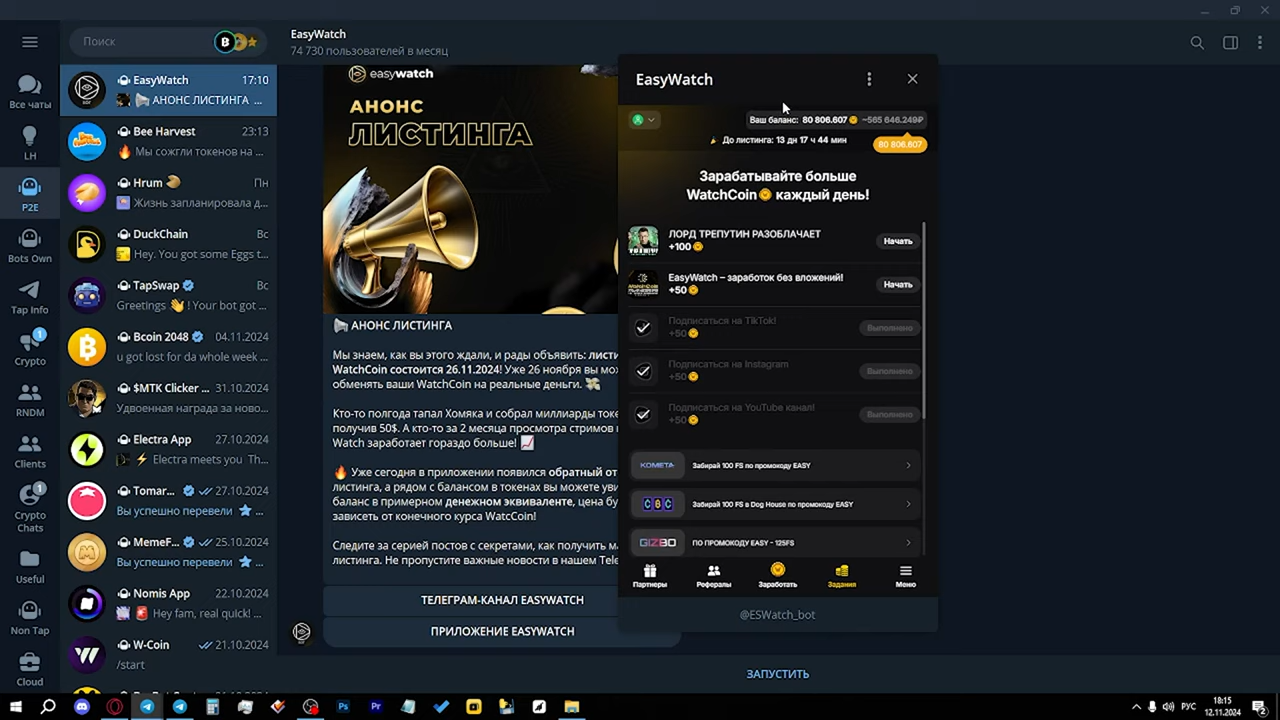 Поиск
EasyWatch
74 730 пользователей в месяц
Все чаты
LH
P2E
Bots Own
Tap Info
Crypto
1
RNDM
Clients
Crypto Chats
1
Useful
Non Tap
Cloud
EasyWatch 17:10
АНОНС ЛИСТИНГА ...
Bee Harvest 23:13
Мы сожгли токенов на ...
Hrum Пн
Жизнь запланировала д...
DuckChain Вс
Hey. You got some Eggs t...
TapSwap Вс
Greetings ! Your bot got ...
Bcoin 2048 04.11.2024
u got lost for da whole week ...
$MTK Clicker ... 31.10.2024
Удвоенная награда за ново...
Electra App 27.10.2024
Electra meets you Th...
Tomar... 27.10.2024
Вы успешно перевели ...
MemeF... 25.10.2024
Вы успешно перевели ...
Numis App 22.10.2024
Hey fam, real quick! ...
W-Coin 21.10.2024
/start
easywatch
АНОНС
ЛИСТИНГА
АНОНС ЛИСТИНГА
Мы знаем, как вы этого ждали, и рады объявить: листи
WatchCoin состоится 26.11.2024! Уже 26 ноября вы мо
обменять ваши WatchCoin на реальные деньги.
Кто-то полгода тапал Хомяка и собрал миллиарды токе
получив 50$. А кто-то за 2 месяца просмотра стримов
Watch заработает гораздо больше!
Уже сегодня в приложении появился обратный от
листинга, а рядом с балансом в токенах вы можете уви
баланс в примерном денежном эквиваленте, цена бу
зависеть от конечного курса WatcCoin!
Следите за серией постов с секретами, как получить ма
листинга. Не пропустите важные новости в нашем Теле
ТЕЛЕГРАМ-КАНАЛ EASYWATCH
ПРИЛОЖЕНИЕ EASYWATCH
ЗАПУСТИТЬ
EasyWatch
Ваш баланс: 80 806.607 ~565 646.249₽
До листинга: 13 дн 17 ч 44 мин
80 806.607
Зарабатывайте больше
WatchCoin каждый день!
ЛОРД ТРЕПУТИН РАЗОБЛАЧАЕТ
+100
Начать
EasyWatch – заработок без вложений!
+50
Начать
Подписаться на TikTok!
+50
Выполнено
Подписаться на Instagram
+50
Выполнено
Подписаться на YouTube канал!
+50
Выполнено
KOMETA Забирай 100 FS по промокоду EASY
Забирай 100 FS в Dog House по промокоду EASY
GIZBO ПО ПРОМОКОДУ EASY - 125FS
Партнеры Рефералы Заработать Задания Меню
@ESWatch_bot
РУС
18:15
12.11.2024
2